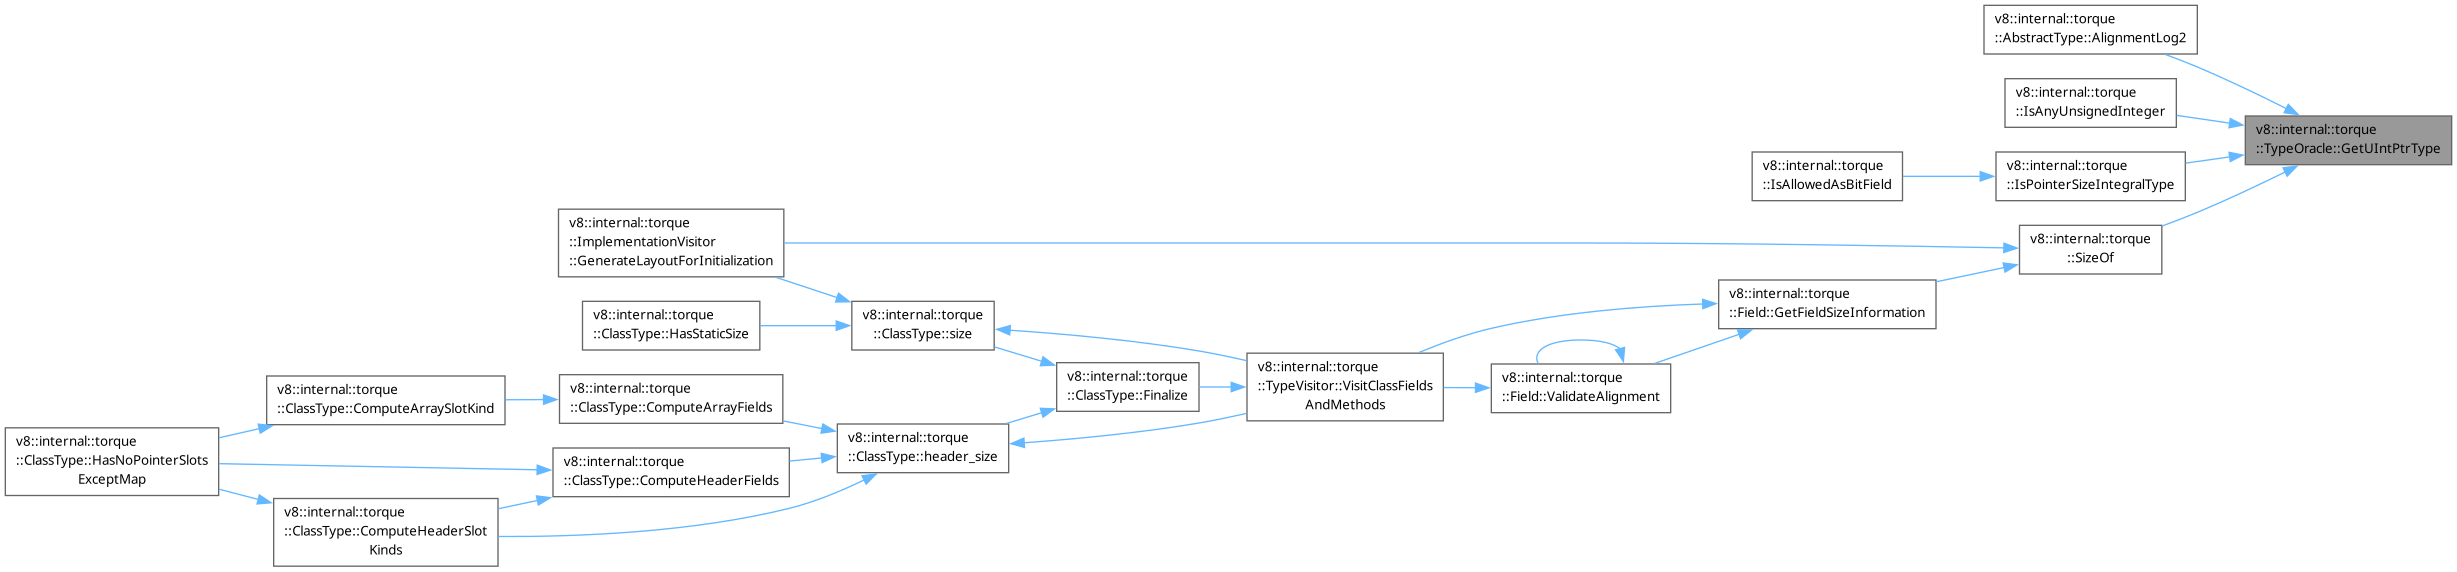 v8::internal::torque
::AbstractType::AlignmentLog2
v8::internal::torque
::IsAnyUnsignedInteger
v8::internal::torque
::TypeOracle::GetUIntPtrType
v8::internal::torque
::IsAllowedAsBitField
v8::internal::torque
::IsPointerSizeIntegralType
v8::internal::torque
::ImplementationVisitor
::GenerateLayoutForInitialization
v8::internal::torque
::SizeOf
v8::internal::torque
::Field::GetFieldSizeInformation
v8::internal::torque
::ClassType::HasStaticSize
v8::internal::torque
::ClassType::size
v8::internal::torque
::TypeVisitor::VisitClassFields
AndMethods
v8::internal::torque
::ClassType::Finalize
v8::internal::torque
::Field::ValidateAlignment
v8::internal::torque
::ClassType::ComputeArraySlotKind
v8::internal::torque
::ClassType::ComputeArrayFields
v8::internal::torque
::ClassType::header_size
v8::internal::torque
::ClassType::HasNoPointerSlots
ExceptMap
v8::internal::torque
::ClassType::ComputeHeaderFields
v8::internal::torque
::ClassType::ComputeHeaderSlot
Kinds